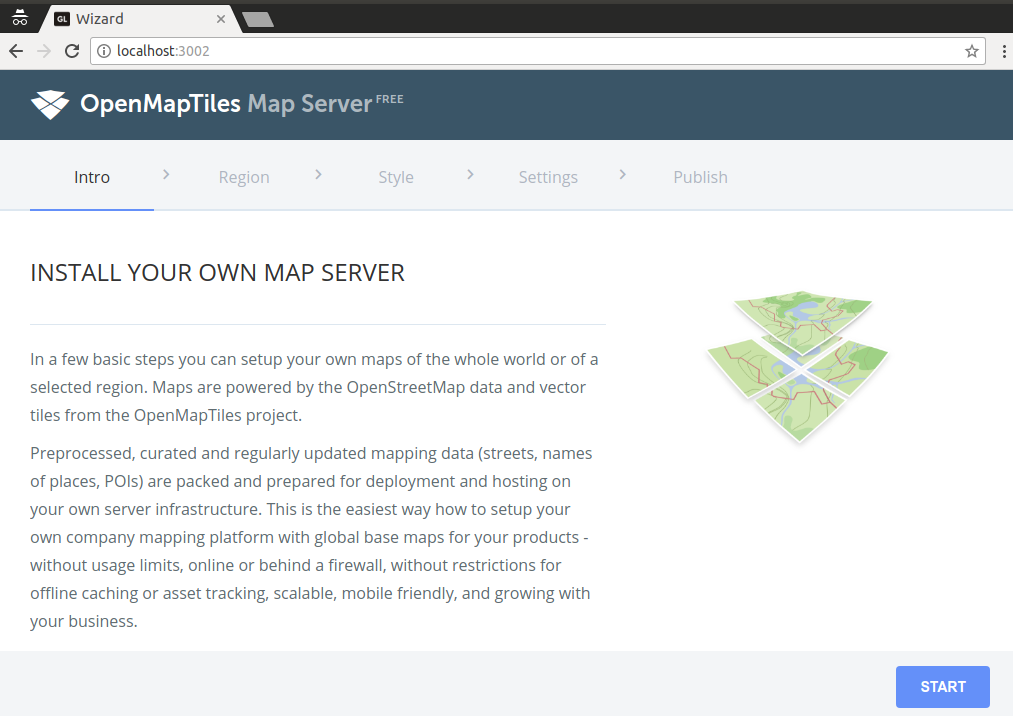 GL Wizard
localhost:3002
OpenMapTiles Map Server FREE
Intro Region Style Settings Publish
INSTALL YOUR OWN MAP SERVER
In a few basic steps you can setup your own maps of the whole world or of a
selected region. Maps are powered by the OpenStreetMap data and vector
tiles from the OpenMapTiles project.
Preprocessed, curated and regularly updated mapping data (streets, names
of places, POIs) are packed and prepared for deployment and hosting on
your own server infrastructure. This is the easiest way how to setup your
own company mapping platform with global base maps for your products -
without usage limits, online or behind a firewall, without restrictions for
offline caching or asset tracking, scalable, mobile friendly, and growing with
your business.
START